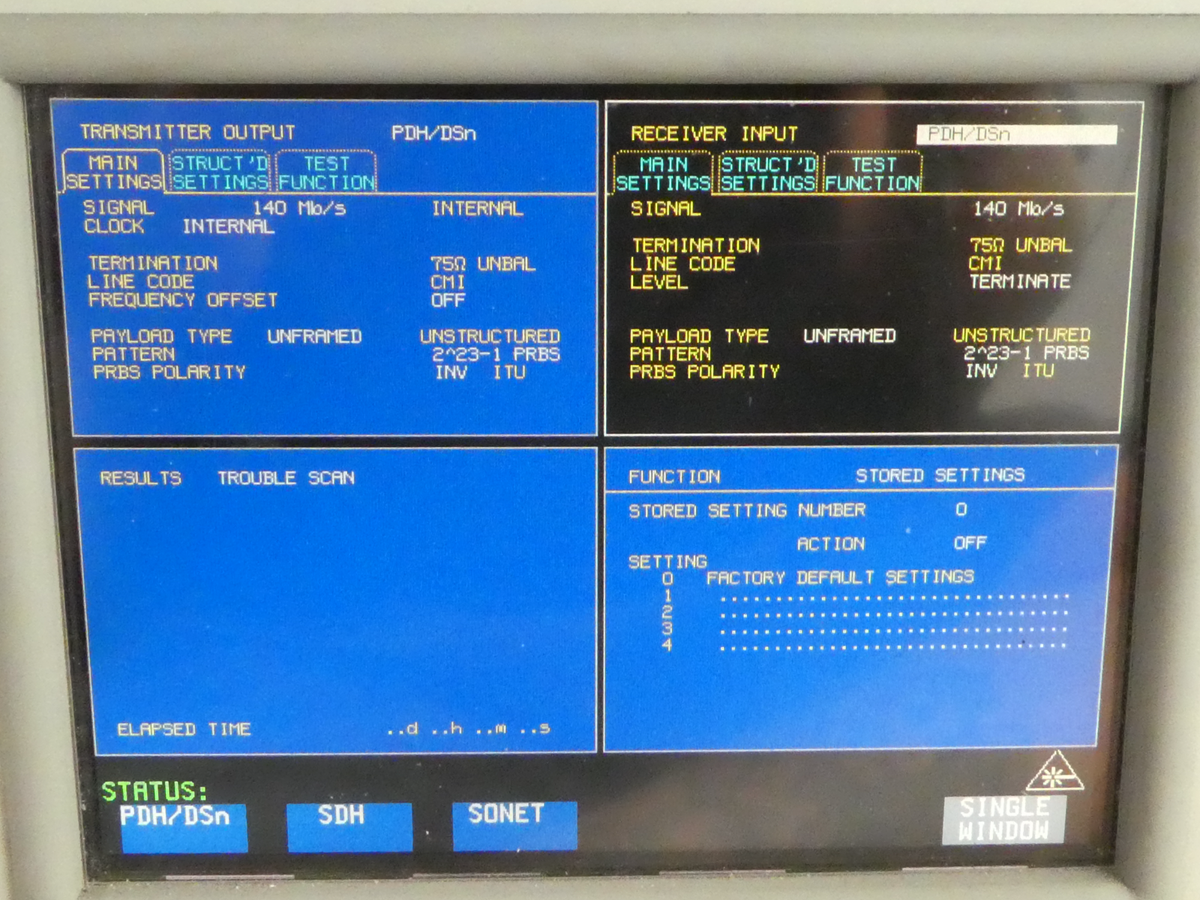 TRANSMITTER OUTPUT PDH/DSn
MAIN SETTINGS STRUCT'D SETTINGS TEST FUNCTION
SIGNAL 140 Mb/s INTERNAL
CLOCK INTERNAL
TERMINATION 75Ω UNBAL
LINE CODE CMI
FREQUENCY OFFSET OFF
PAYLOAD TYPE UNFRAMED UNSTRUCTURED
PATTERN 2^23-1 PRBS
PRBS POLARITY INV ITU
RECEIVER INPUT PDH/DSn
MAIN SETTINGS STRUCT'D SETTINGS TEST FUNCTION
SIGNAL 140 Mb/s
TERMINATION 75Ω UNBAL
LINE CODE CMI
LEVEL TERMINATE
PAYLOAD TYPE UNFRAMED UNSTRUCTURED
PATTERN 2^23-1 PRBS
PRBS POLARITY INV ITU
RESULTS TROUBLE SCAN
ELAPSED TIME ..d ..h ..m ..s
FUNCTION STORED SETTINGS
STORED SETTING NUMBER 0
ACTION OFF
SETTING
0 FACTORY DEFAULT SETTINGS
1 ...............................
2 ...............................
3 ...............................
4 ...............................
STATUS:
PDH/DSn SDH SONET SINGLE WINDOW